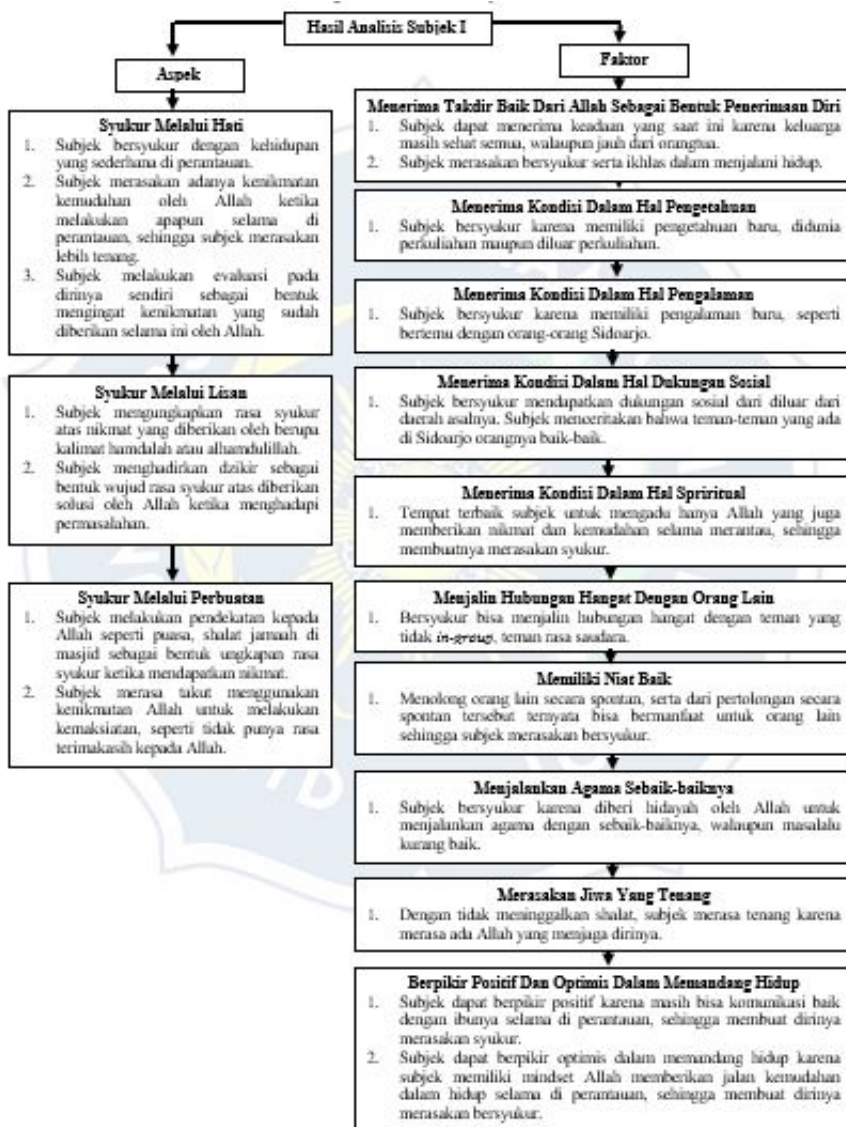 Hasil Analisis Subjek I
Aspek
Syukur Melalui Hati
1. Subjek bersyukur dengan kehidupan
yang sederhana di perantauan.
2. Subjek merasakan adanya kenikmatan
kemudahan oleh Allah ketika
melakukan apapun selama di
perantauan, sehingga subjek merasakan
lebih tenang.
3. Subjek melakukan evaluasi pada
dirinya sendiri sebagai bentuk
mengingat kenikmatan yang sudah
diberikan selama ini oleh Allah.
Syukur Melalui Lisan
1. Subjek mengungkapkan rasa syukur
atas nikmat yang diberikan oleh berupa
kalimat hamdalah atau alhamdulillah.
2. Subjek menghadirkan dzikir sebagai
bentuk wujud rasa syukur atas diberikan
solusi oleh Allah ketika menghadapi
permasalahan.
Syukur Melalui Perbuatan
1. Subjek melakukan pendekatan kepada
Allah seperti puasa, shalat jamaah di
masjid sebagai bentuk ungkapan rasa
syukur ketika mendapatkan nikmat.
2. Subjek merasa takut menggunakan
kenikmatan Allah untuk melakukan
kemaksiatan, seperti tidak punya rasa
terimakasih kepada Allah.
Faktor
Menerima Takdir Baik Dari Allah Sebagai Bentuk Penerimaan Diri
1. Subjek dapat menerima keadaan yang saat ini karena keluarga
masih sehat semua, walaupun jauh dari orangtua.
2. Subjek merasakan bersyukur serta ikhlas dalam menjalani hidup.
Menerima Kondisi Dalam Hal Pengetahuan
1. Subjek bersyukur karena memiliki pengetahuan baru, didunia
perkuliahan maupun diluar perkuliahan.
Menerima Kondisi Dalam Hal Pengalaman
1. Subjek bersyukur karena memiliki pengalaman baru, seperti
bertemu dengan orang-orang Sidoarjo.
Menerima Kondisi Dalam Hal Dukungan Sosial
1. Subjek bersyukur mendapatkan dukungan sosial dari diluar dari
daerah asalnya. Subjek menceritakan bahwa teman-teman yang ada
di Sidoarjo orangnya baik-baik.
Menerima Kondisi Dalam Hal Spriritual
1. Tempat terbaik subjek untuk mengadu hanya Allah yang juga
memberikan nikmat dan kemudahan selama merantau, sehingga
membuatnya merasakan syukur.
Menjalin Hubungan Hangat Dengan Orang Lain
1. Bersyukur bisa menjalin hubungan hangat dengan teman yang
tidak in-group, teman rasa saudara.
Memiliki Niat Baik
1. Menolong orang lain secara spontan, serta dari pertolongan secara
spontan tersebut ternyata bisa bermanfaat untuk orang lain
sehingga subjek merasakan bersyukur.
Menjalankan Agama Sebaik-baiknya
1. Subjek bersyukur karena diberi hidayah oleh Allah untuk
menjalankan agama dengan sebaik-baiknya, walaupun masalalu
kurang baik.
Merasakan Jiwa Yang Tenang
1. Dengan tidak meninggalkan shalat, subjek merasa tenang karena
merasa ada Allah yang menjaga dirinya.
Berpikir Positif Dan Optimis Dalam Memandang Hidup
1. Subjek dapat berpikir positif karena masih bisa komunikasi baik
dengan ibunya selama di perantauan, sehingga membuat dirinya
merasakan syukur.
2. Subjek dapat berpikir optimis dalam memandang hidup karena
subjek memiliki mindset Allah memberikan jalan kemudahan
dalam hidup selama di perantauan, sehingga membuat dirinya
merasakan bersyukur.